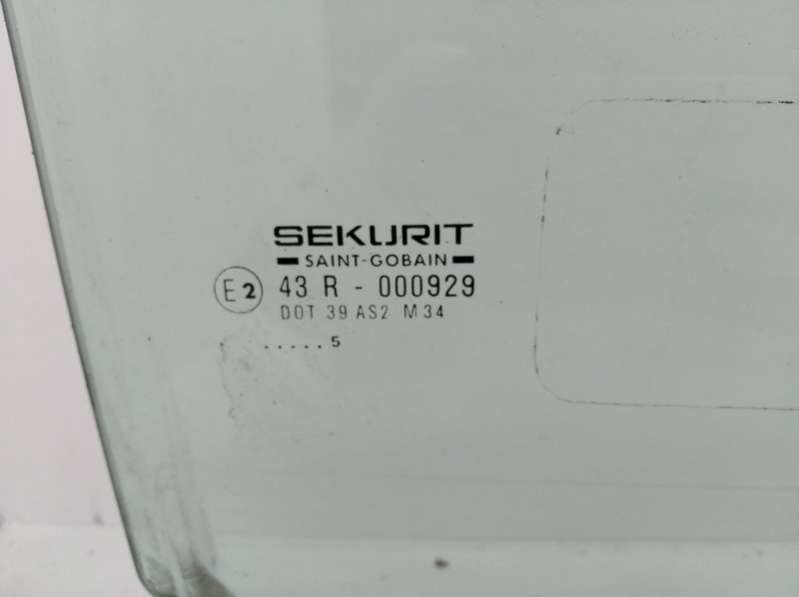 SEKURIT
SAINT-GOBAIN
E2 43 R - 000929
DOT 39 AS2 M34
......5